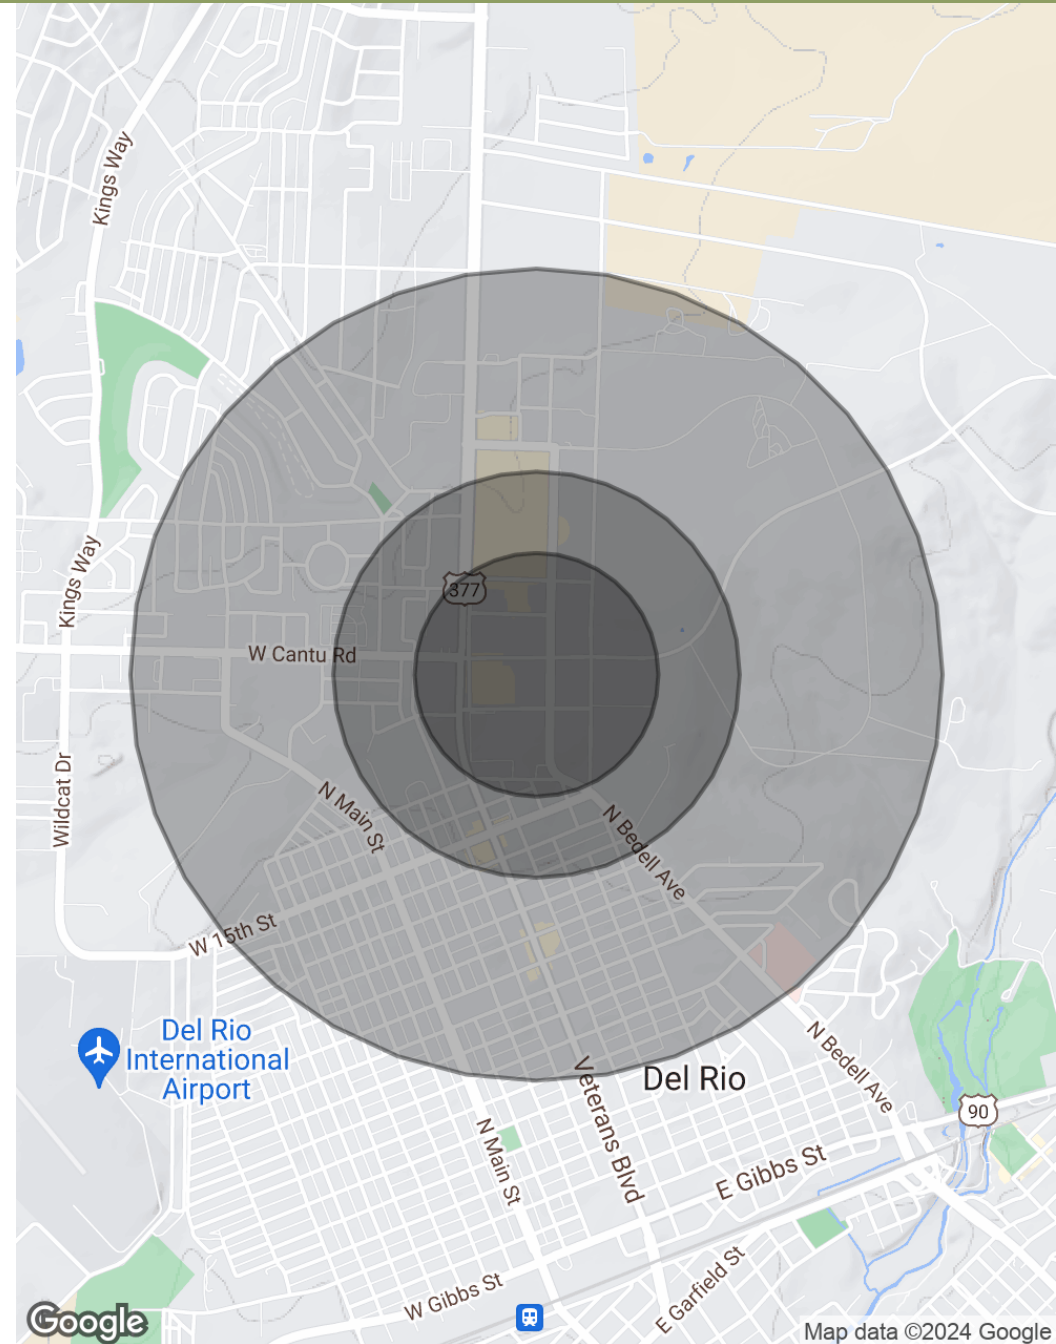 Kings Way
377
Kings Way
W Cantu Rd
Wildcat Dr
N Main St
N Bedell Ave
W 15th St
Del Rio
International
Airport
N Bedell Ave
Del Rio
Veterans Blvd
90
N Main St
E Gibbs St
W Gibbs St
E Garfield St
Google
Map data ©2024 Google